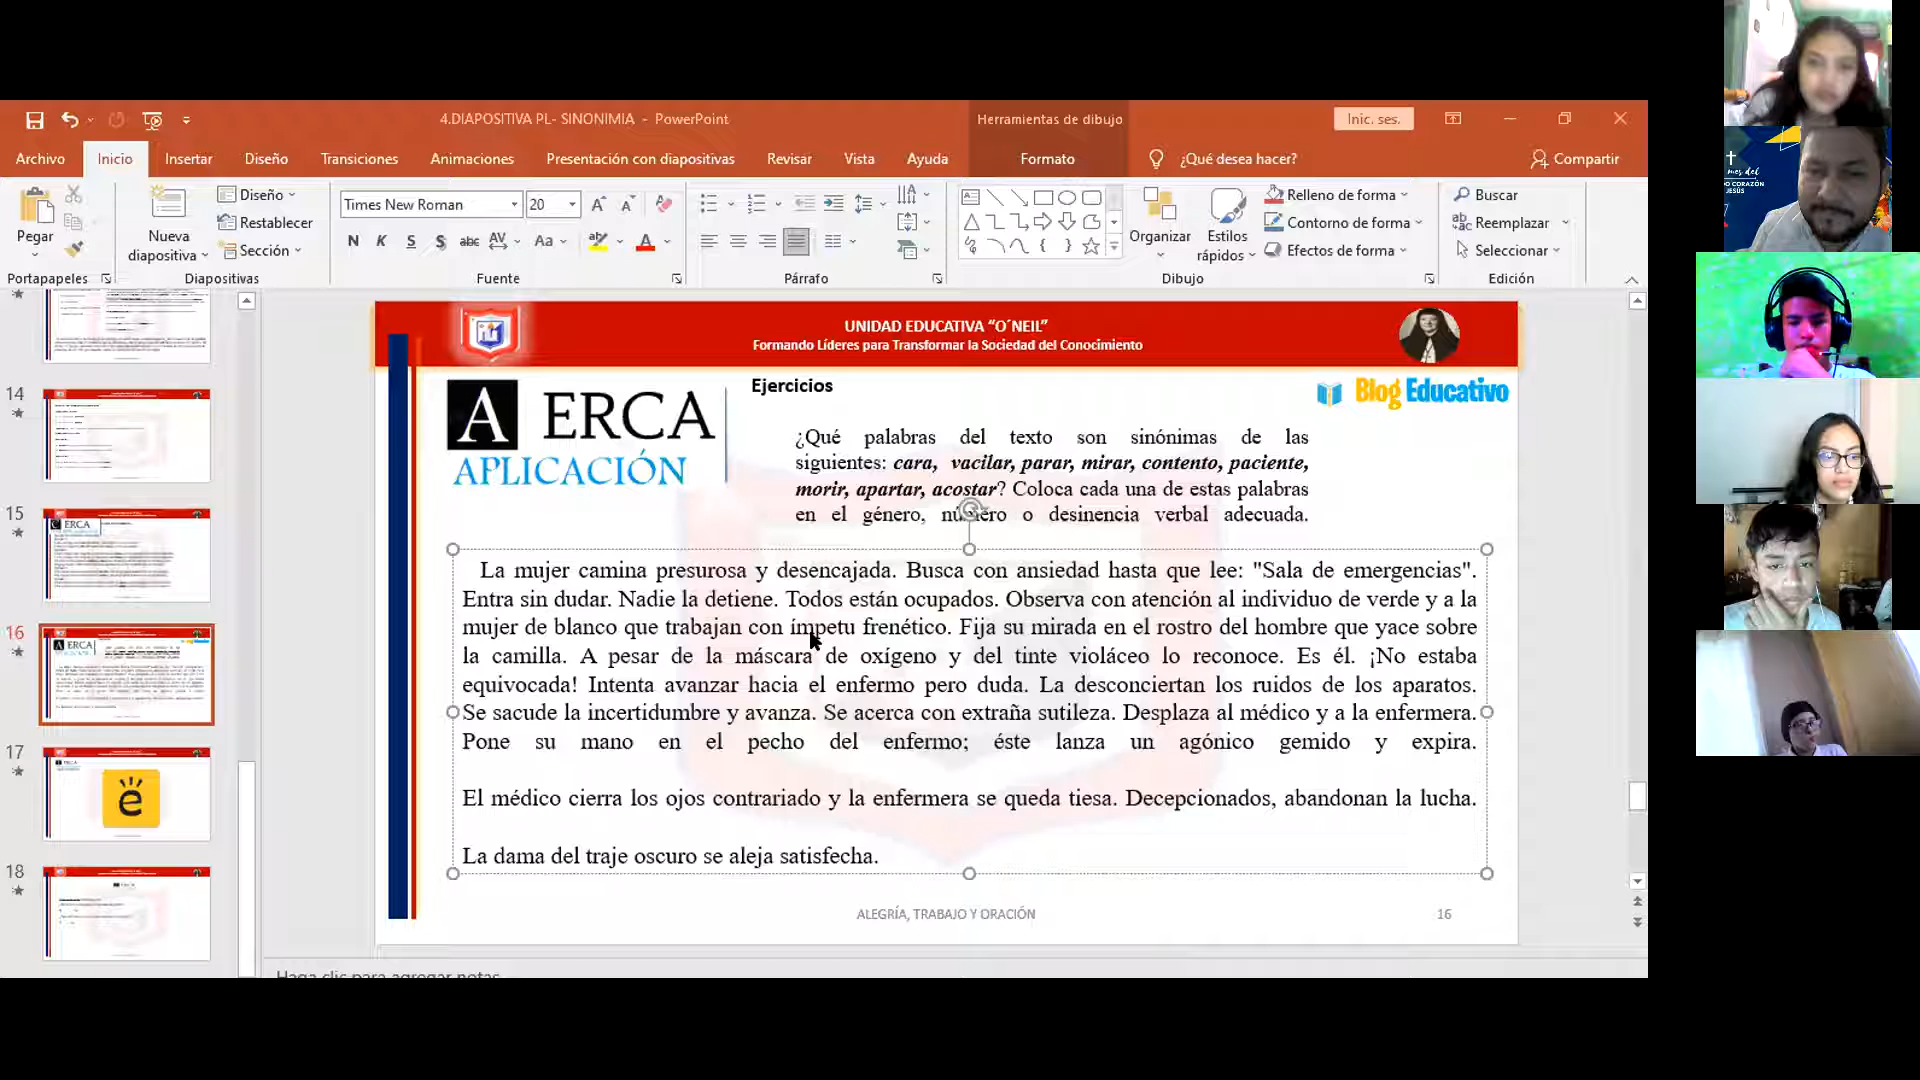 4.DIAPOSITIVA PL- SINONIMIA - PowerPoint
Herramientas de dibujo
Inic. ses.
Archivo
Inicio
Insertar
Diseño
Transiciones
Animaciones
Presentación con diapositivas
Revisar
Vista
Ayuda
Formato
¿Qué desea hacer?
Compartir
Pegar
Nueva
diapositiva
Diseño
Restablecer
Sección
Times New Roman
20
N K S S abc AV Aa
Relleno de forma
Contorno de forma
Efectos de forma
Organizar
Estilos
rápidos
Buscar
Reemplazar
Seleccionar
Portapapeles
Diapositivas
Fuente
Párrafo
Dibujo
Edición
14
15
16
17
18
UNIDAD EDUCATIVA "O´NEIL"
Formando Líderes para Transformar la Sociedad del Conocimiento
A ERCA
APLICACIÓN
Ejercicios
Blog Educativo
¿Qué palabras del texto son sinónimas de las
siguientes: cara, vacilar, parar, mirar, contento, paciente,
morir, apartar, acostar? Coloca cada una de estas palabras
en el género, número o desinencia verbal adecuada.
La mujer camina presurosa y desencajada. Busca con ansiedad hasta que lee: "Sala de emergencias".
Entra sin dudar. Nadie la detiene. Todos están ocupados. Observa con atención al individuo de verde y a la
mujer de blanco que trabajan con ímpetu frenético. Fija su mirada en el rostro del hombre que yace sobre
la camilla. A pesar de la máscara de oxígeno y del tinte violáceo lo reconoce. Es él. ¡No estaba
equivocada! Intenta avanzar hacia el enfermo pero duda. La desconciertan los ruidos de los aparatos.
Se sacude la incertidumbre y avanza. Se acerca con extraña sutileza. Desplaza al médico y a la enfermera.
Pone su mano en el pecho del enfermo; éste lanza un agónico gemido y expira.
El médico cierra los ojos contrariado y la enfermera se queda tiesa. Decepcionados, abandonan la lucha.
La dama del traje oscuro se aleja satisfecha.
ALEGRÍA, TRABAJO Y ORACIÓN
16
Haga clic para agregar notas
mes del
CORAZÓN
JESÚS